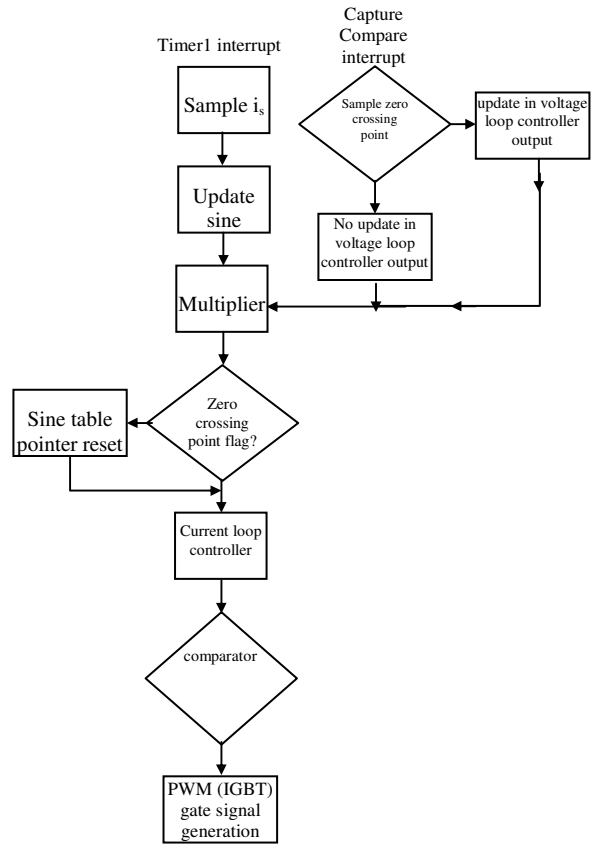 Timer1 interrupt
Sample is
Update
sine
Multiplier
Capture
Compare
interrupt
Sample zero
crossing
point
update in voltage
loop controller
output
No update in
voltage loop
controller output
Zero
crossing
point flag?
Sine table
pointer reset
Current loop
controller
comparator
PWM (IGBT)
gate signal
generation